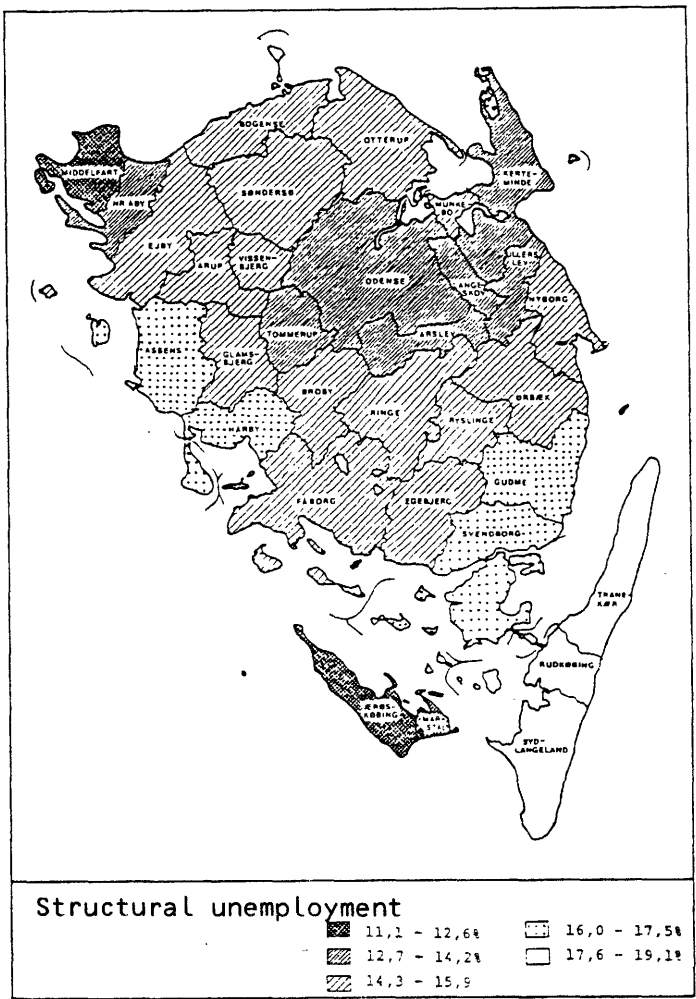 BOGENSE
OTTERUP
MIDDELFART
KERTE-
MINDE
SØNDERSØ
NR ÅBY
MUNKE-
BO
EJBY
ULLERS
LEV
VISSEN-
BJERG
ARUP
ODENSE
LANGE
SKOV
NYBORG
TOMMERUP
ARSLEV
ASSENS
GLAMS-
BJERG
BROBY
RINGE
ØRBÆK
RYSLINGE
HÅRBY
GUDME
FÅBORG
EGEBJERG
SVENDBORG
TRANE-
KÆR
RUDKØBING
ÆRØS-
KØBING
MAR-
STAL
SYD-
LANGELAND
Structural unemployment
11,1 - 12,6%
12,7 - 14,2%
14,3 - 15,9
16,0 - 17,5%
17,6 - 19,1%